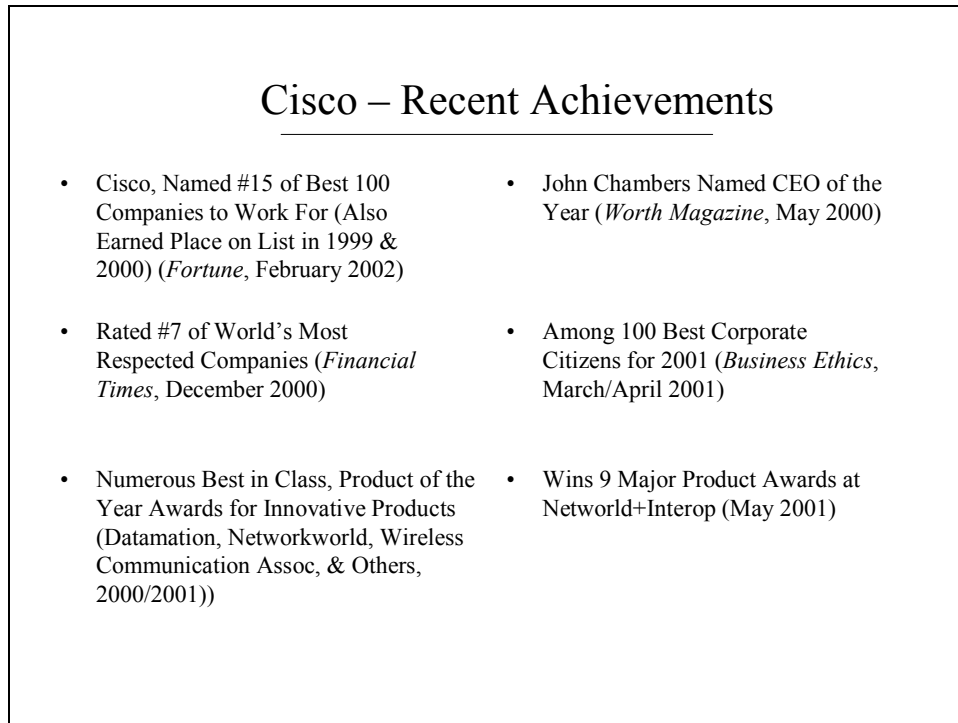 Cisco – Recent Achievements
• Cisco, Named #15 of Best 100
Companies to Work For (Also
Earned Place on List in 1999 &
2000) (Fortune, February 2002)
• Rated #7 of World's Most
Respected Companies (Financial
Times, December 2000)
• Numerous Best in Class, Product of the
Year Awards for Innovative Products
(Datamation, Networkworld, Wireless
Communication Assoc, & Others,
2000/2001))
• John Chambers Named CEO of the
Year (Worth Magazine, May 2000)
• Among 100 Best Corporate
Citizens for 2001 (Business Ethics,
March/April 2001)
• Wins 9 Major Product Awards at
Networld+Interop (May 2001)